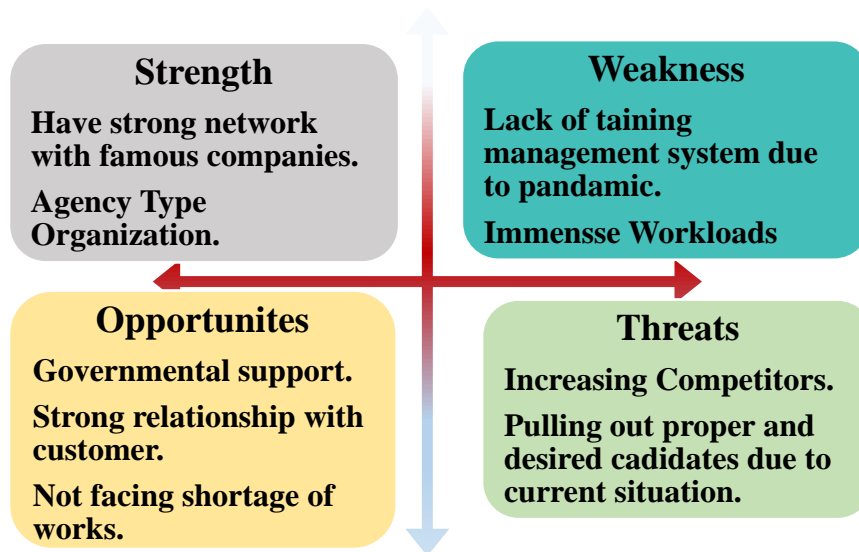 Strength
Have strong network
with famous companies.
Agency Type
Organization.
Weakness
Lack of taining
management system due
to pandamic.
Immensse Workloads
Opportunites
Governmental support.
Strong relationship with
customer.
Not facing shortage of
works.
Threats
Increasing Competitors.
Pulling out proper and
desired cadidates due to
current situation.